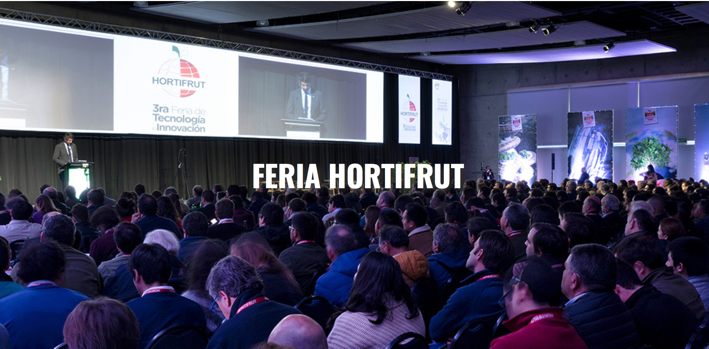 HORTIFRUT
3ra Feria de
Tecnología
e Innovación
FERIA HORTIFRUT